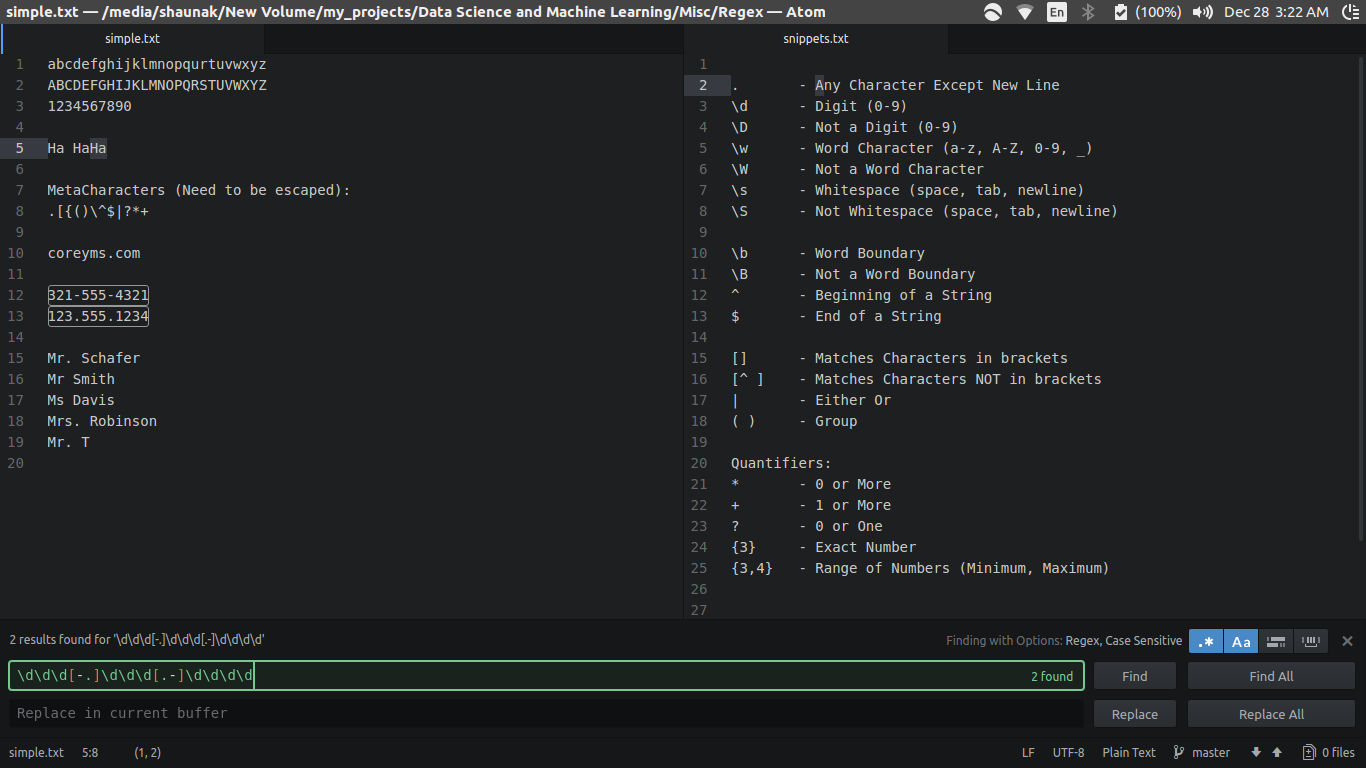 simple.txt — /media/shaunak/New Volume/my_projects/Data Science and Machine Learning/Misc/Regex — Atom
En (100%) Dec 28 3:22 AM
simple.txt
1 abcdefghijklmnopqurtuvwxyz
2 ABCDEFGHIJKLMNOPQRSTUVWXYZ
3 1234567890
4
5 Ha HaHa
6
7 MetaCharacters (Need to be escaped):
8 .[{()\^$|?*+
9
10 coreyms.com
11
12 321-555-4321
13 123.555.1234
14
15 Mr. Schafer
16 Mr Smith
17 Ms Davis
18 Mrs. Robinson
19 Mr. T
20
snippets.txt
1
2 . - Any Character Except New Line
3 \d - Digit (0-9)
4 \D - Not a Digit (0-9)
5 \w - Word Character (a-z, A-Z, 0-9, _)
6 \W - Not a Word Character
7 \s - Whitespace (space, tab, newline)
8 \S - Not Whitespace (space, tab, newline)
9
10 \b - Word Boundary
11 \B - Not a Word Boundary
12 ^ - Beginning of a String
13 $ - End of a String
14
15 [] - Matches Characters in brackets
16 [^ ] - Matches Characters NOT in brackets
17 | - Either Or
18 ( ) - Group
19
20 Quantifiers:
21 * - 0 or More
22 + - 1 or More
23 ? - 0 or One
24 {3} - Exact Number
25 {3,4} - Range of Numbers (Minimum, Maximum)
26
27
2 results found for '\d\d\d[-.]\d\d\d[.-]\d\d\d\d'
Finding with Options: Regex, Case Sensitive
.* Aa
\d\d\d[-.]\d\d\d[.-]\d\d\d\d 2 found
Find Find All
Replace in current buffer
Replace Replace All
simple.txt 5:8 (1, 2)
LF UTF-8 Plain Text master 0 files